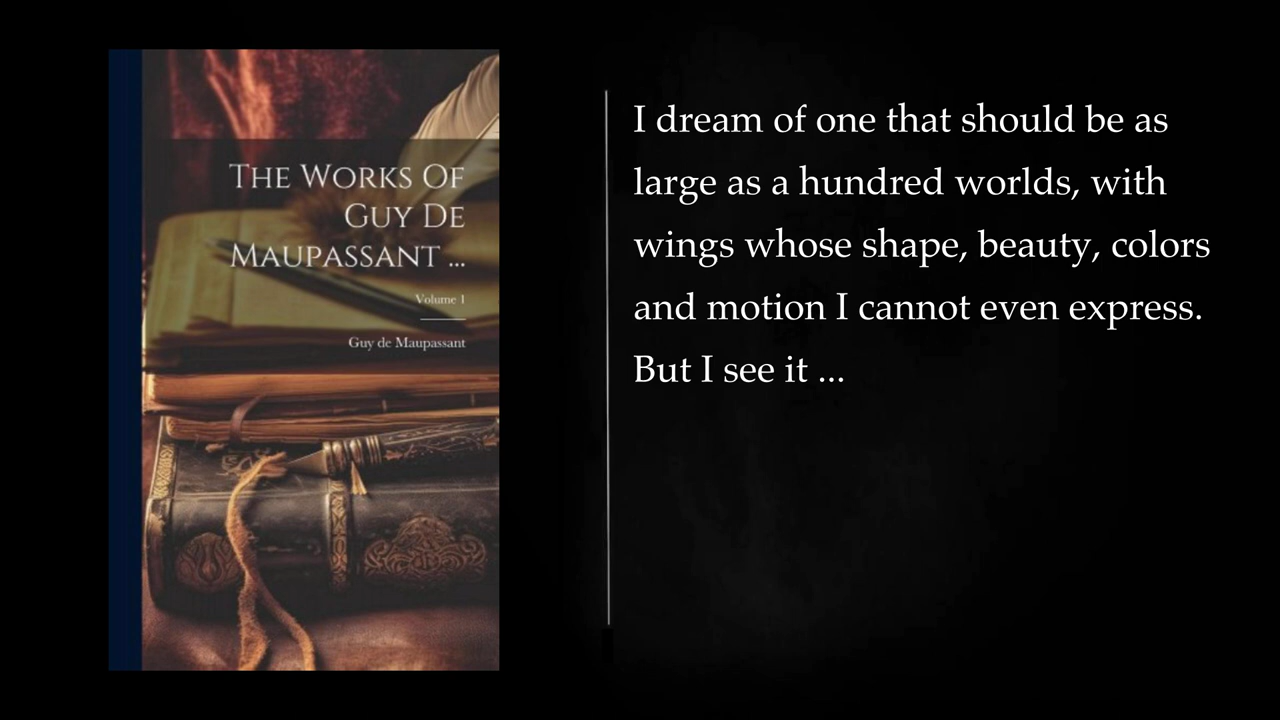 THE WORKS OF
GUY DE
MAUPASSANT ...
Volume 1
Guy de Maupassant
I dream of one that should be as
large as a hundred worlds, with
wings whose shape, beauty, colors
and motion I cannot even express.
But I see it ...